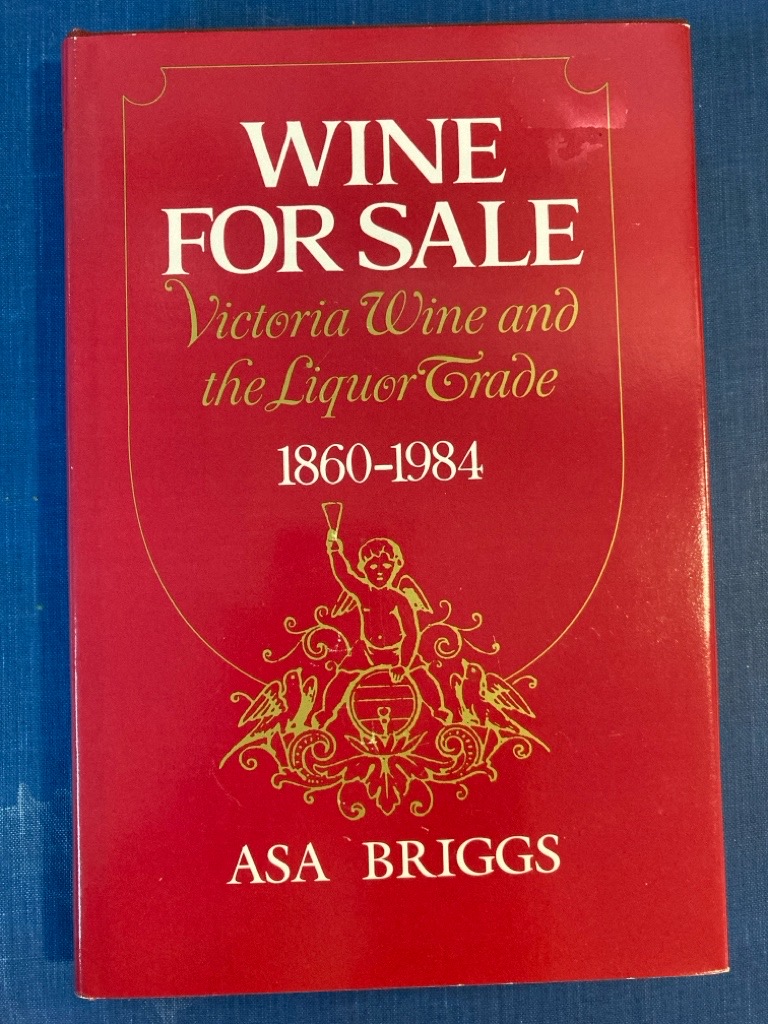 WINE
FOR SALE
Victoria Wine and
the Liquor Trade
1860-1984
ASA BRIGGS